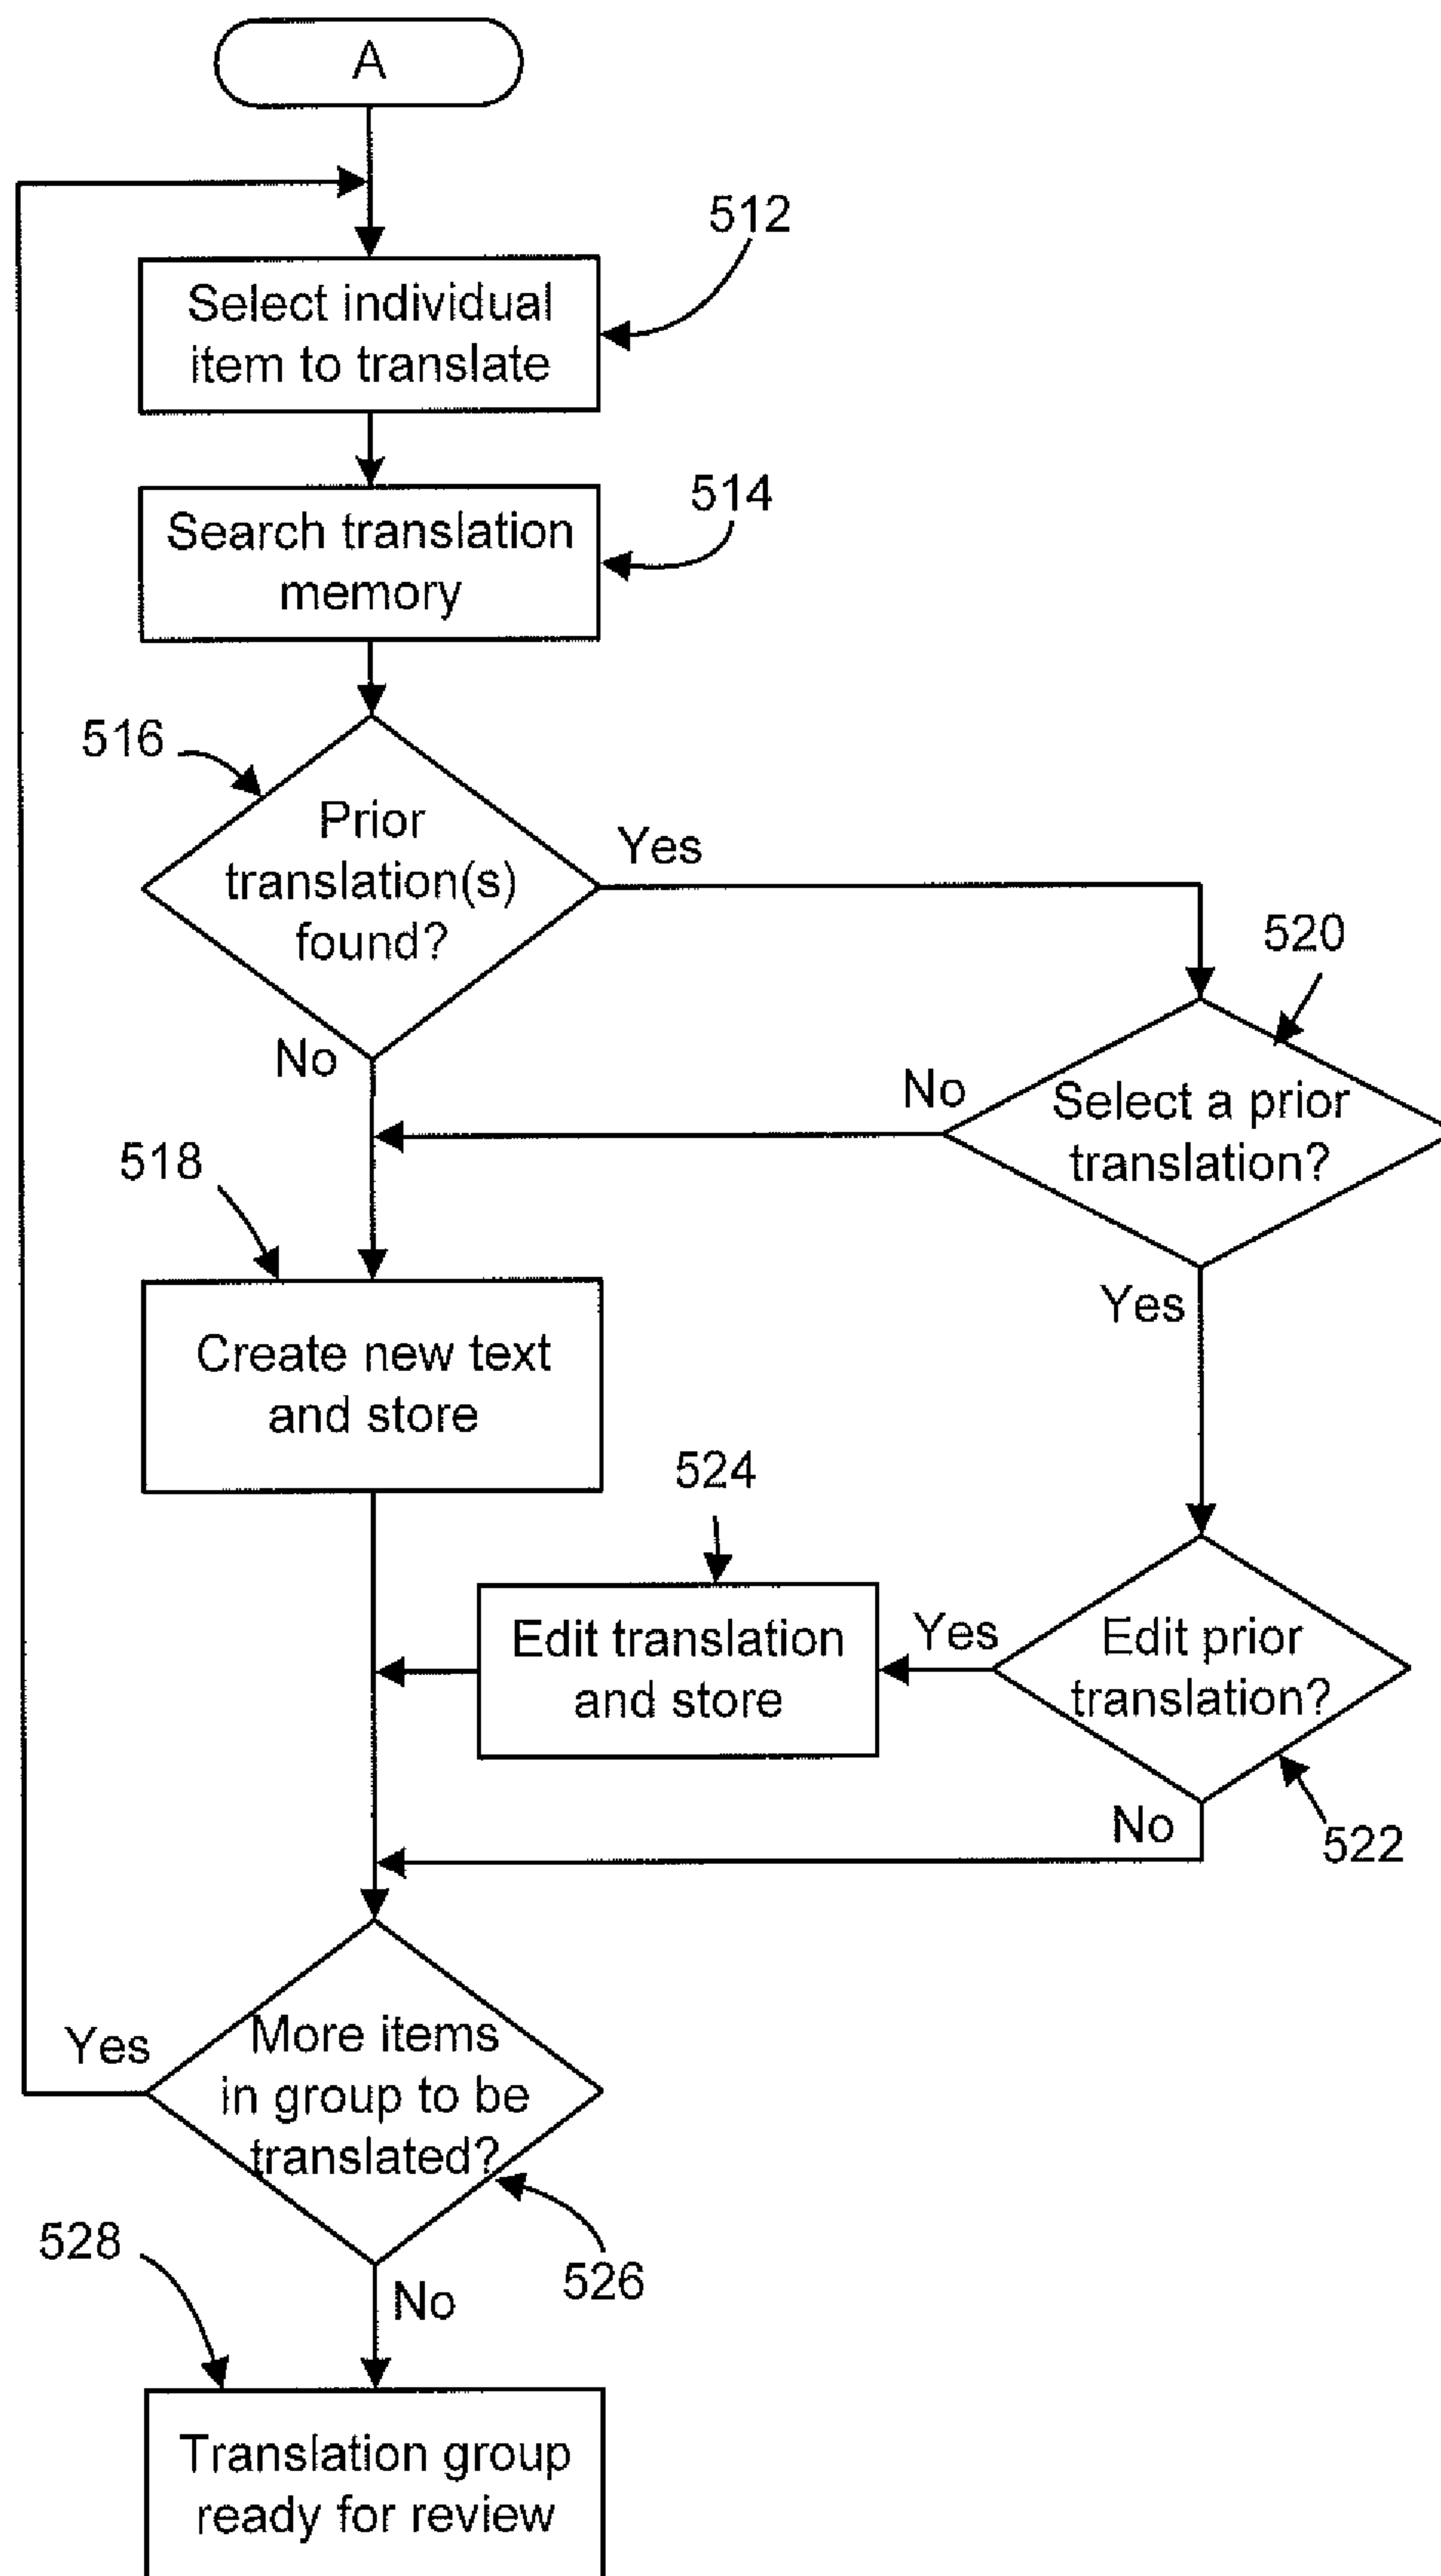 A
512
Select individual
item to translate
514
Search translation
memory
516
Prior
translation(s)
found?
Yes
No
520
Select a prior
translation?
No
Yes
518
Create new text
and store
524
Edit translation
and store
Yes
Edit prior
translation?
No
522
Yes
More items
in group to be
translated?
526
No
528
Translation group
ready for review